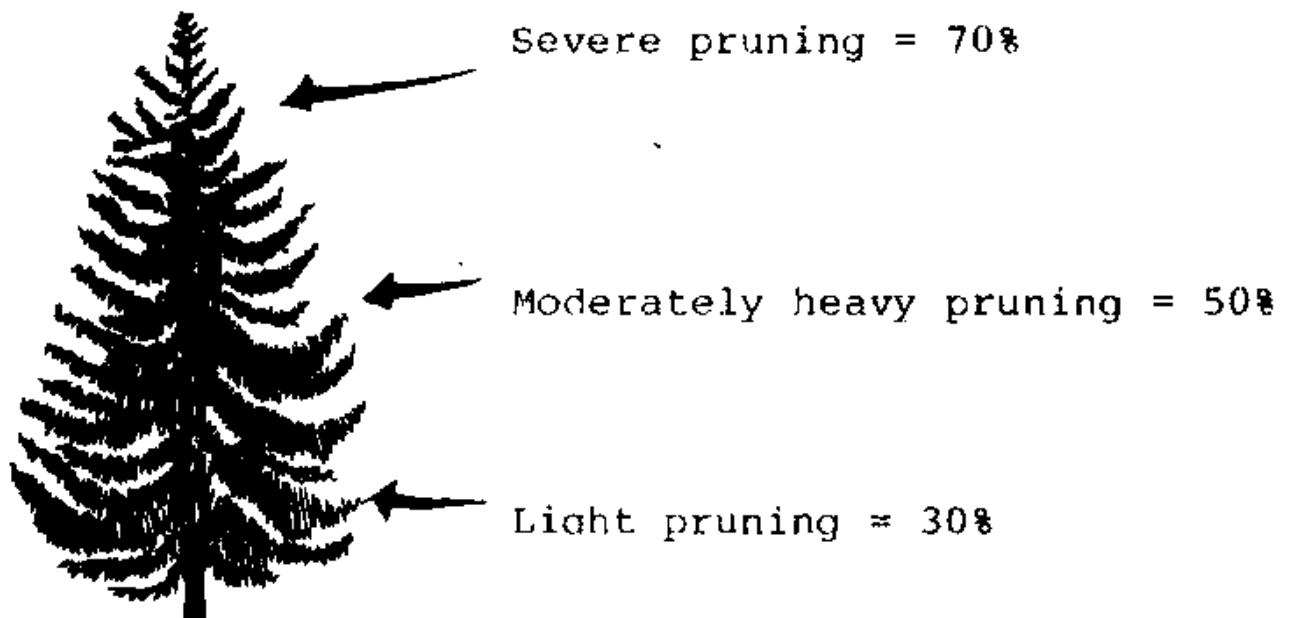 Severe pruning = 70%
Moderately heavy pruning = 50%
Light pruning = 30%